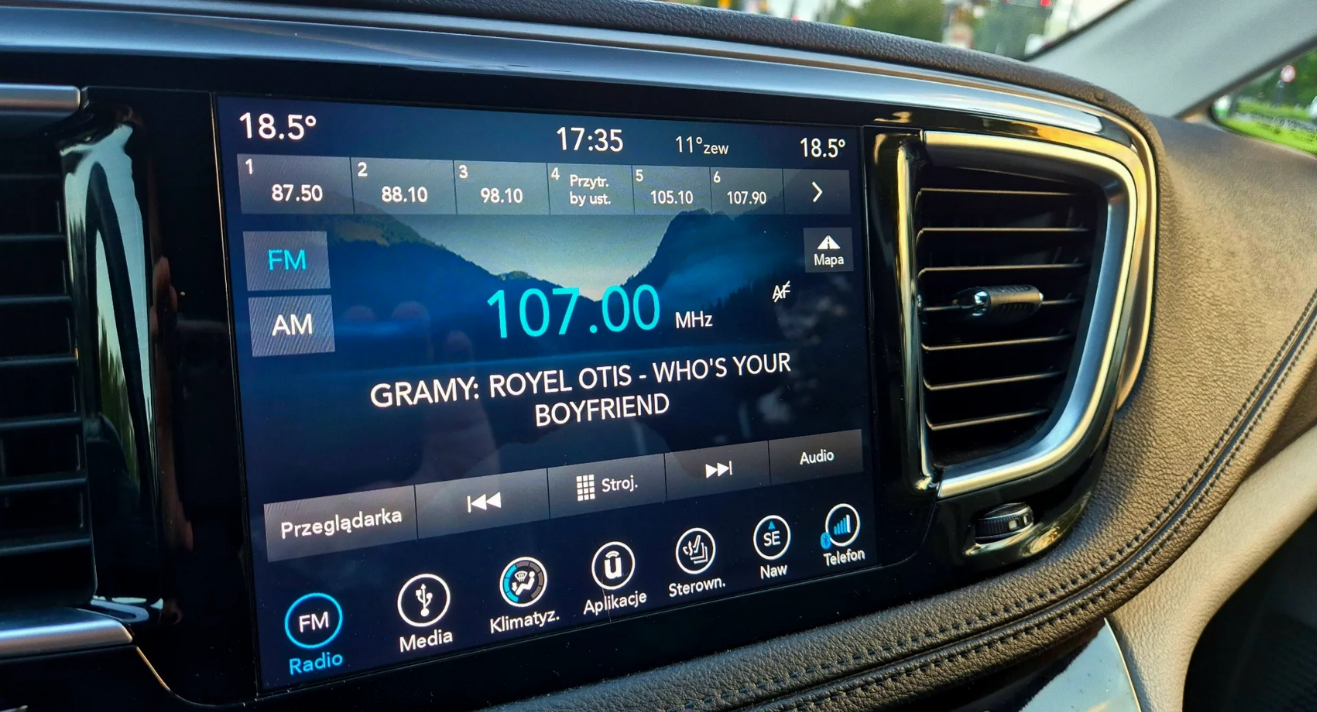 18.5° 17:35 11°zew 18.5°
1 87.50
2 88.10
3 98.10
4 Przytr. by ust.
5 105.10
6 107.90
FM
Mapa
AM
AF
107.00 MHz
GRAMY: ROYEL OTIS - WHO'S YOUR
BOYFRIEND
Przeglądarka
Stroj.
Audio
FM
Radio
Media
Klimatyz.
Aplikacje
Sterown.
SE
Naw
Telefon